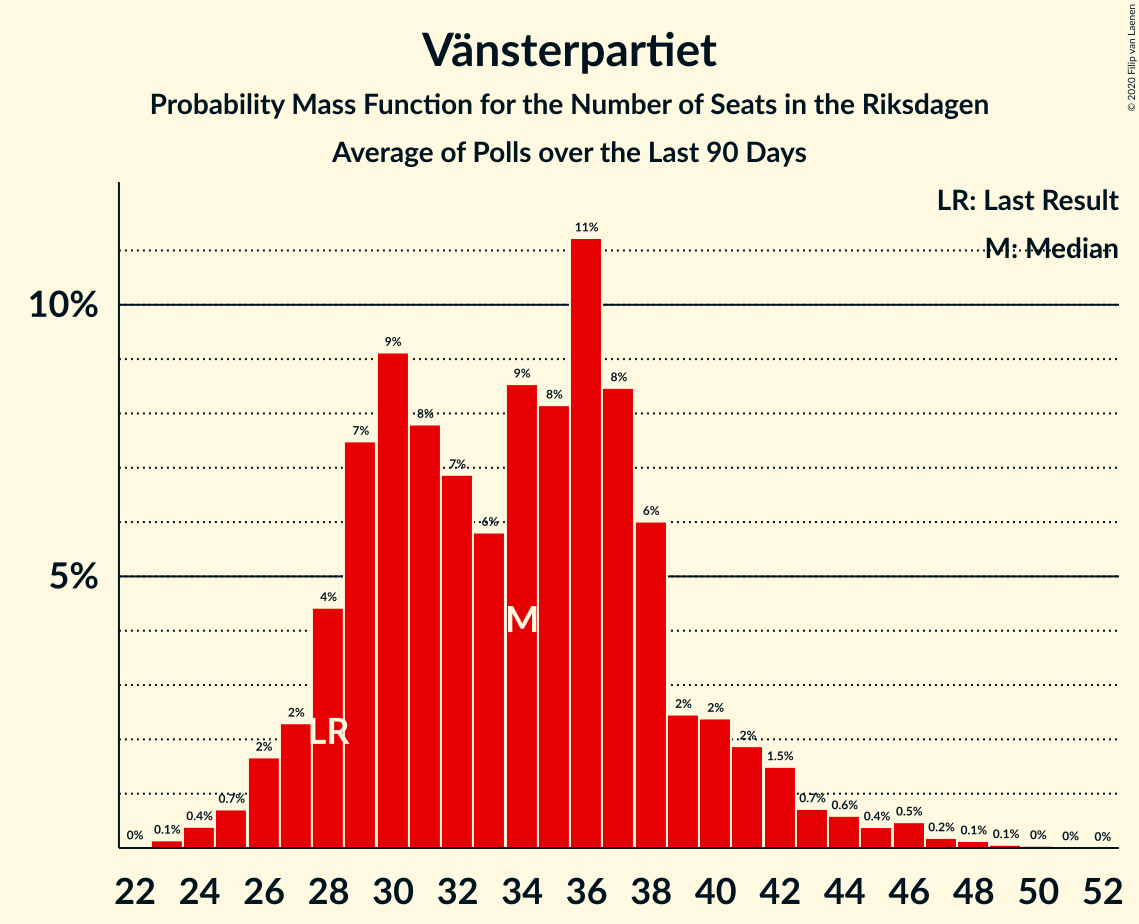 © 2020 Filip van Laenen
Vänsterpartiet
Probability Mass Function for the Number of Seats in the Riksdagen
Average of Polls over the Last 90 Days
LR: Last Result
M: Median
10%
5%
0% 0.1% 0.4% 0.7% 2% 2% 4% 7% 9% 8% 7% 6% 9% 8% 11% 8% 6% 2% 2% 2% 1.5% 0.7% 0.6% 0.4% 0.5% 0.2% 0.1% 0.1% 0% 0% 0%
M
LR
22 24 26 28 30 32 34 36 38 40 42 44 46 48 50 52